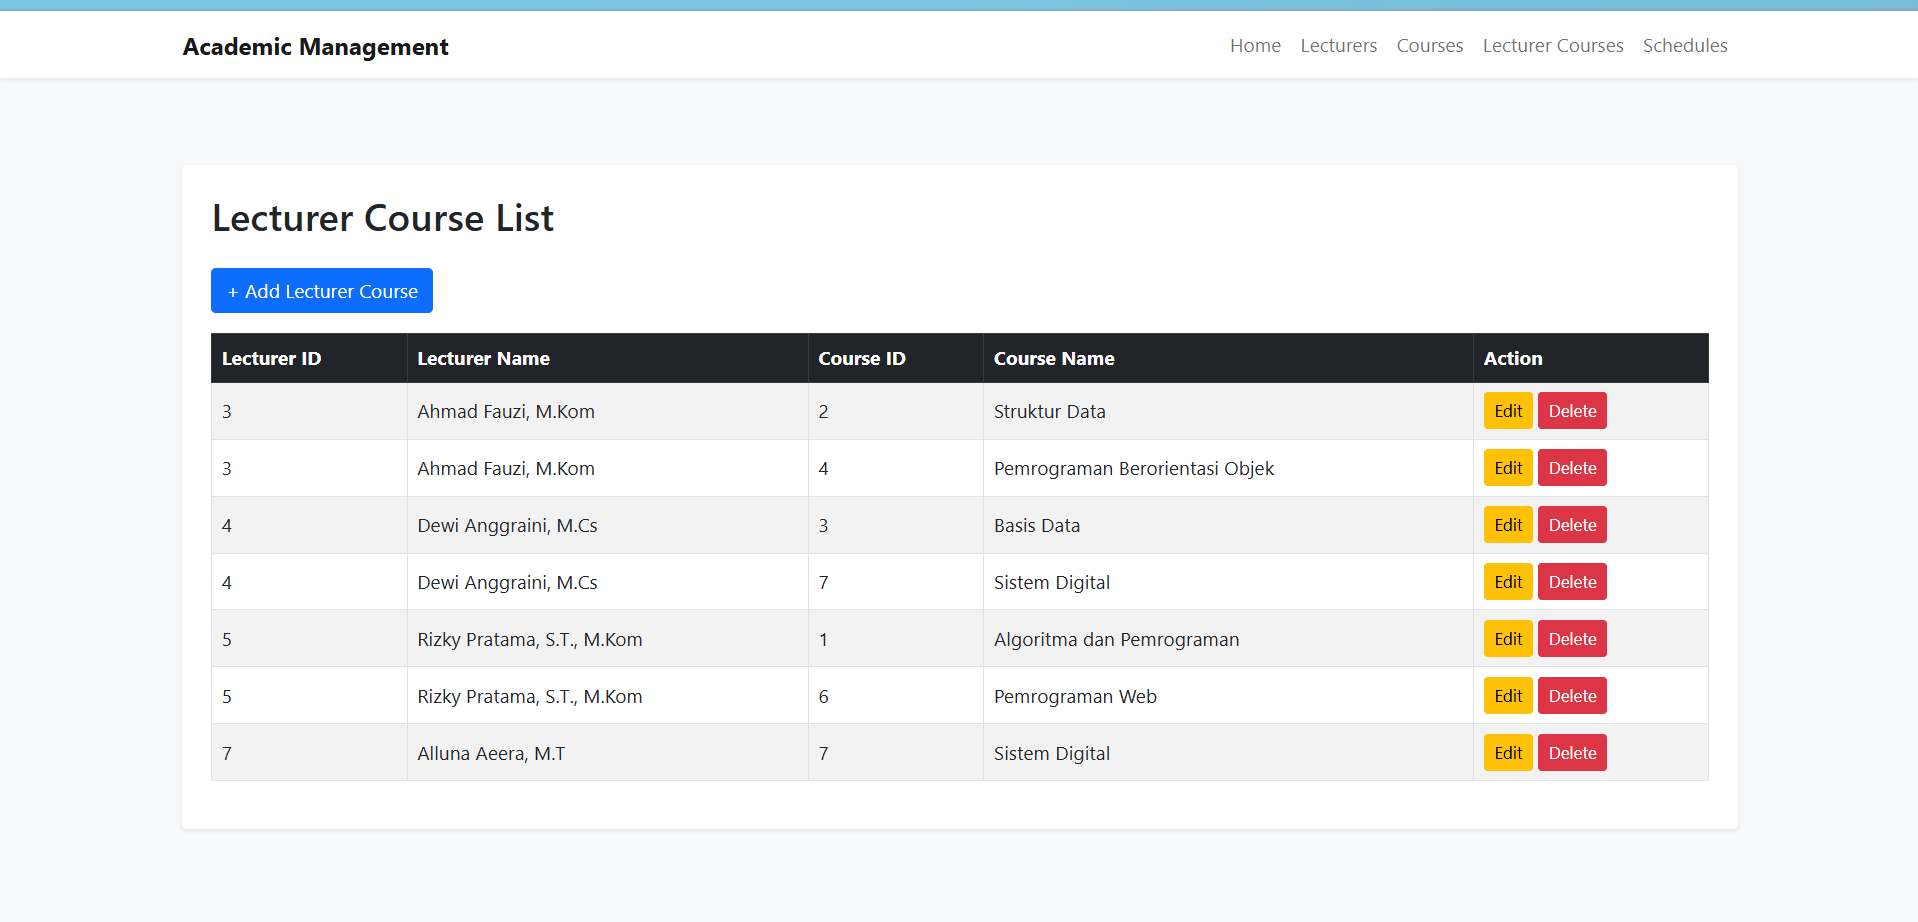 Academic Management Home Lecturers Courses Lecturer Courses Schedules
Lecturer Course List
+ Add Lecturer Course
Lecturer ID Lecturer Name Course ID Course Name Action
3 Ahmad Fauzi, M.Kom 2 Struktur Data Edit Delete
3 Ahmad Fauzi, M.Kom 4 Pemrograman Berorientasi Objek Edit Delete
4 Dewi Anggraini, M.Cs 3 Basis Data Edit Delete
4 Dewi Anggraini, M.Cs 7 Sistem Digital Edit Delete
5 Rizky Pratama, S.T., M.Kom 1 Algoritma dan Pemrograman Edit Delete
5 Rizky Pratama, S.T., M.Kom 6 Pemrograman Web Edit Delete
7 Alluna Aeera, M.T 7 Sistem Digital Edit Delete